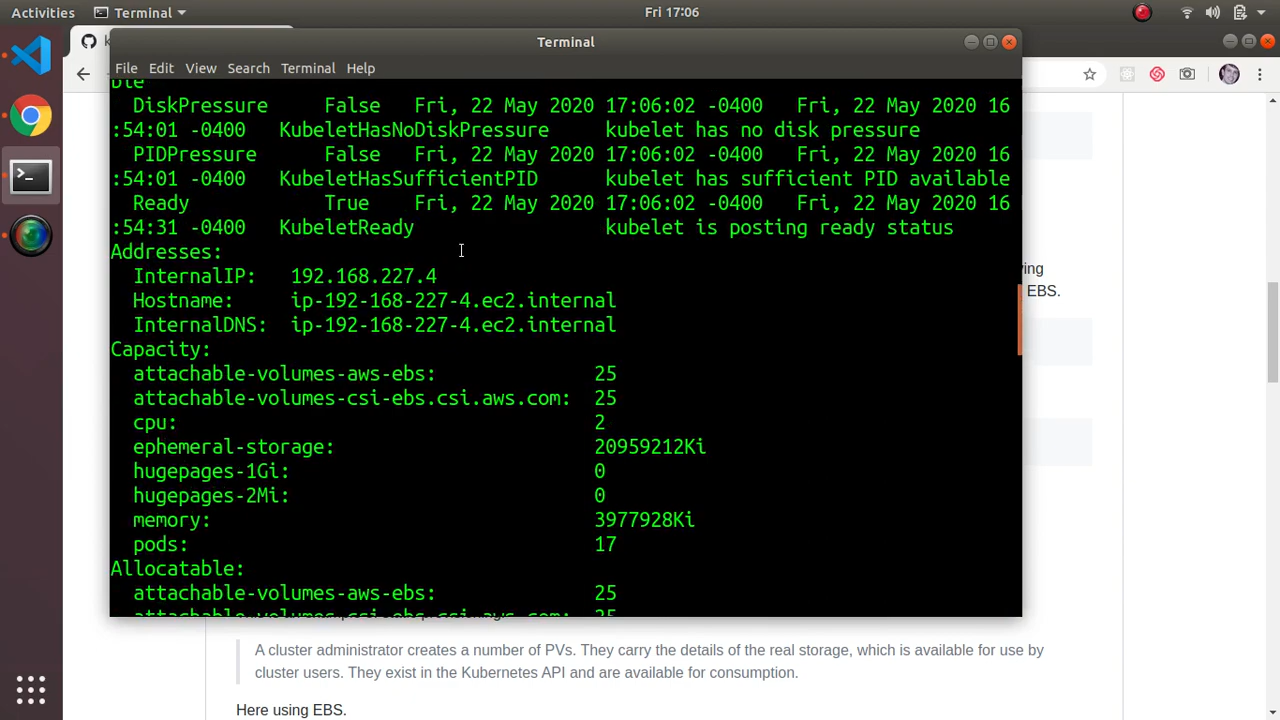 Activities
Terminal
Fri 17:06
Terminal
File Edit View Search Terminal Help
ble
DiskPressure False Fri, 22 May 2020 17:06:02 -0400 Fri, 22 May 2020 16
:54:01 -0400 KubeletHasNoDiskPressure kubelet has no disk pressure
PIDPressure False Fri, 22 May 2020 17:06:02 -0400 Fri, 22 May 2020 16
:54:01 -0400 KubeletHasSufficientPID kubelet has sufficient PID available
Ready True Fri, 22 May 2020 17:06:02 -0400 Fri, 22 May 2020 16
:54:31 -0400 KubeletReady kubelet is posting ready status
Addresses:
InternalIP: 192.168.227.4
Hostname: ip-192-168-227-4.ec2.internal
InternalDNS: ip-192-168-227-4.ec2.internal
Capacity:
attachable-volumes-aws-ebs: 25
attachable-volumes-csi-ebs.csi.aws.com: 25
cpu: 2
ephemeral-storage: 20959212Ki
hugepages-1Gi: 0
hugepages-2Mi: 0
memory: 3977928Ki
pods: 17
Allocatable:
attachable-volumes-aws-ebs: 25
attachable-volumes-csi-ebs.csi.aws.com: 25
EBS.
A cluster administrator creates a number of PVs. They carry the details of the real storage, which is available for use by
cluster users. They exist in the Kubernetes API and are available for consumption.
Here using EBS.